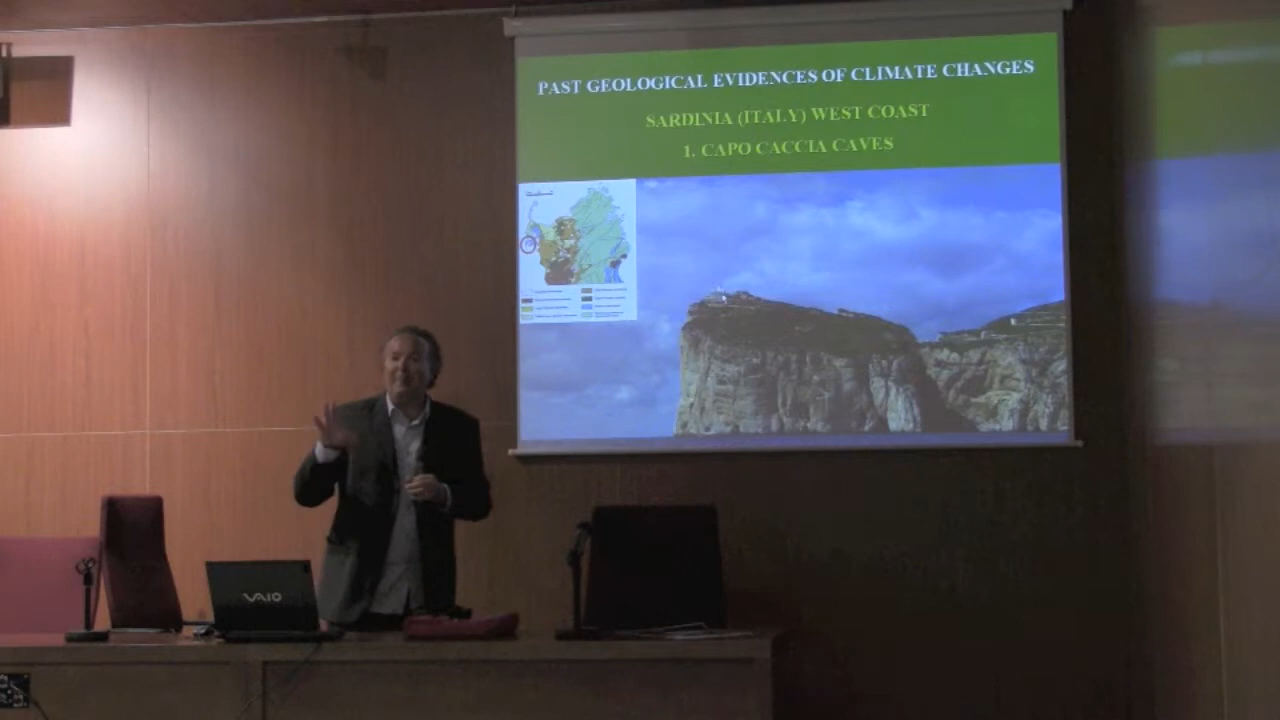 PAST GEOLOGICAL EVIDENCES OF CLIMATE CHANGES
SARDINIA (ITALY) WEST COAST
1. CAPO CACCIA CAVES
VAIO